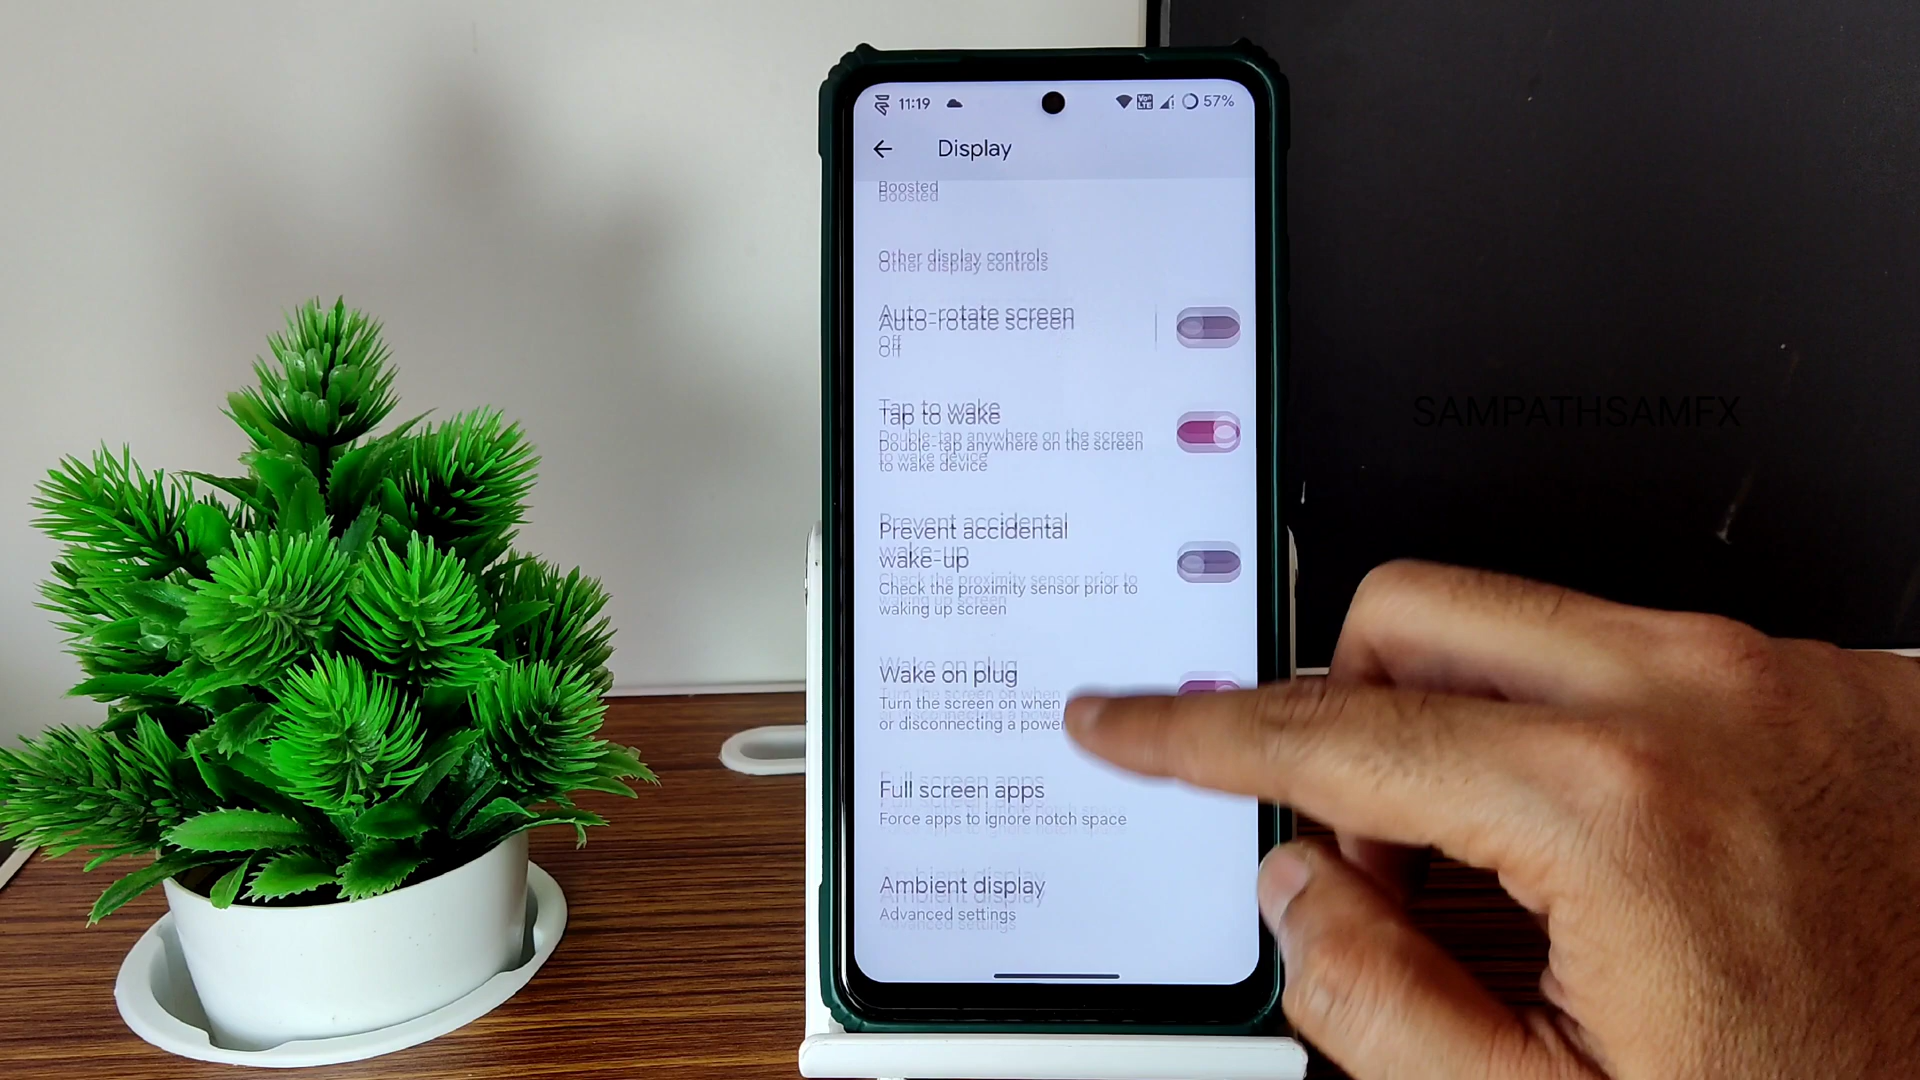 11:19
VoLTE
57%
Display
Boosted
Other display controls
Auto-rotate screen
Off
Tap to wake
Double-tap anywhere on the screen
to wake device
Prevent accidental
wake-up
Check the proximity sensor prior to
waking up screen
Wake on plug
Turn the screen on when
or disconnecting a power
Full screen apps
Force apps to ignore notch space
Ambient display
Advanced settings
SAMPATHSAMFX